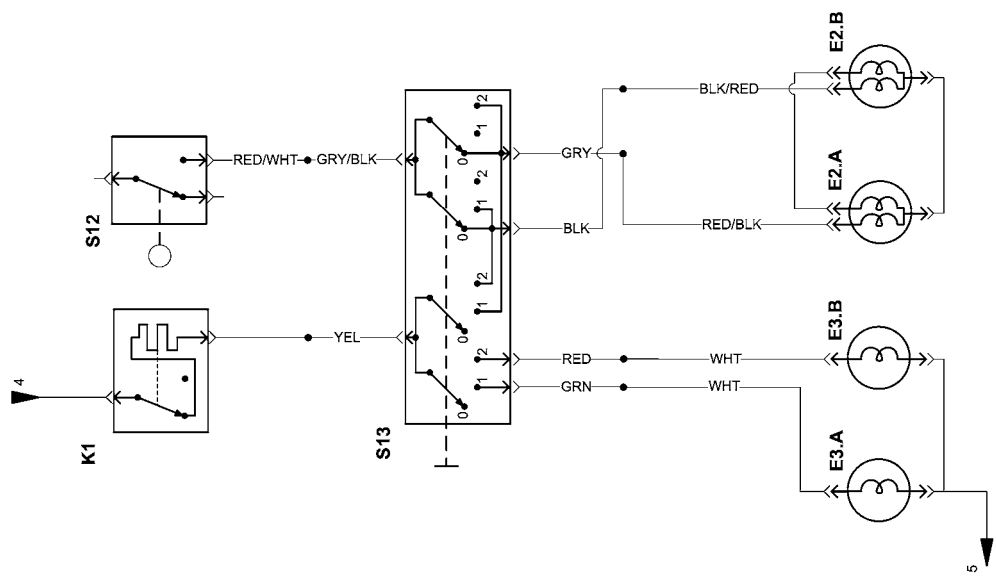 E2.B
BLK/RED
2
1
0
RED/WHT
GRY/BLK
GRY
S12
2
E2.A
1
0
BLK
RED/BLK
2
1
0
YEL
E3.B
2
RED
WHT
4
1
GRN
WHT
0
K1
S13
E3.A
5